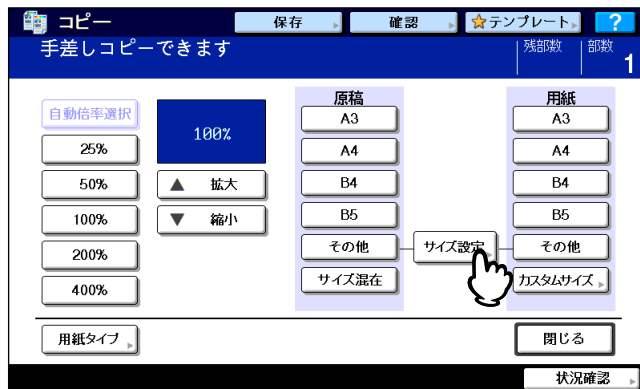 コピー
保存
確認
テンプレート
?
手差しコピーできます
残部数
部数
1
自動倍率選択
25%
50%
100%
200%
400%
100%
拡大
縮小
原稿
A3
A4
B4
B5
その他
サイズ混在
サイズ設定
用紙
A3
A4
B4
B5
その他
カスタムサイズ
用紙タイプ
閉じる
状況確認